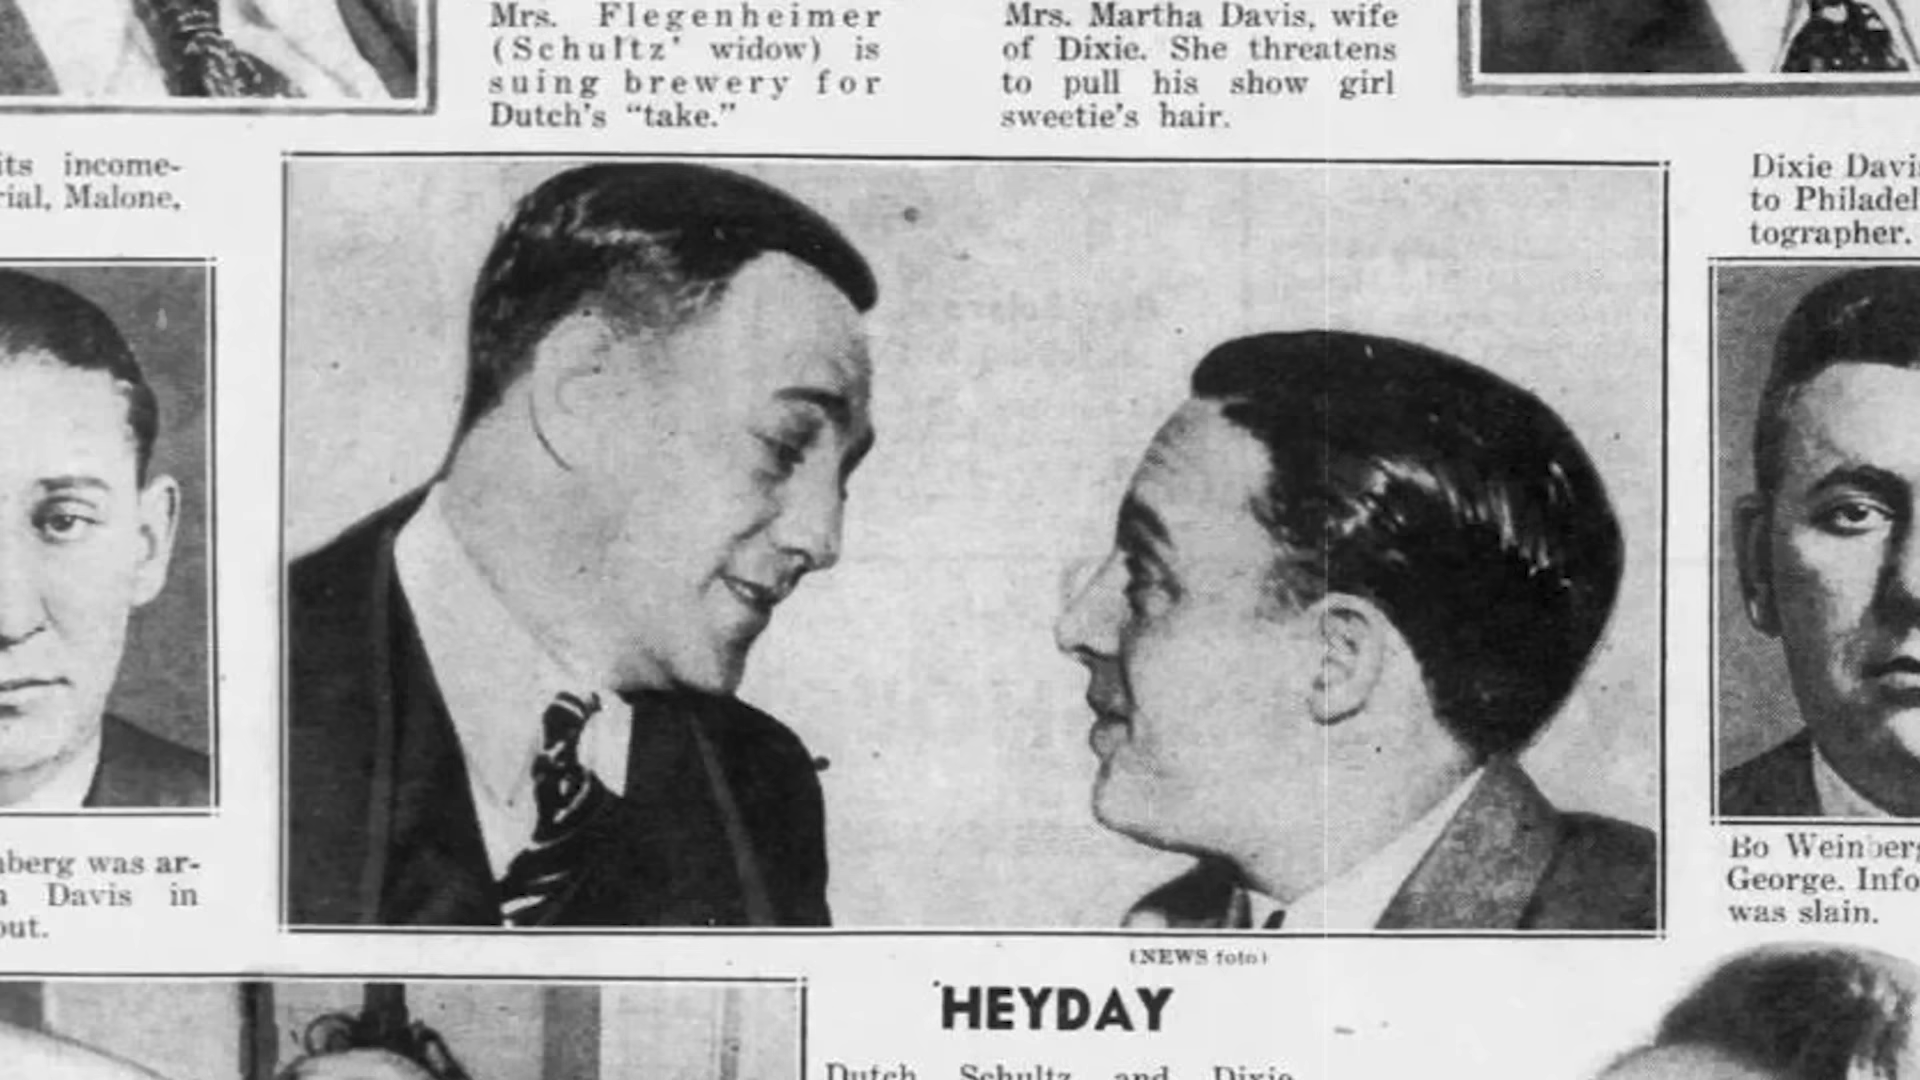 Mrs. Flegenheimer
(Schultz' widow) is
suing brewery for
Dutch's “take.”
Mrs. Martha Davis, wife
of Dixie. She threatens
to pull his show girl
sweetie's hair.
its income-
rial, Malone,
Dixie Davis
to Philadel
tographer.
nberg was ar-
Davis in
out.
Bo Weinberg
George. Info
was slain.
(NEWS foto)
HEYDAY
Dutch Schultz and Dixie